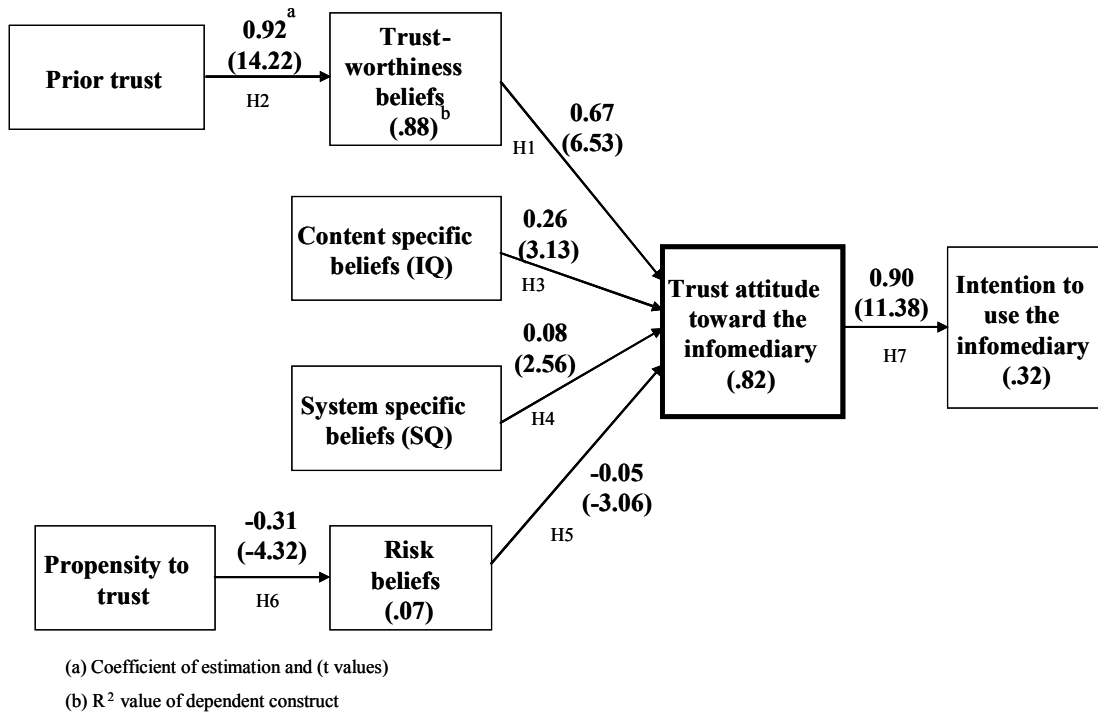 Prior trust
0.92a
(14.22)
H2
Trust-
worthiness
beliefs
(.88)b
0.67
(6.53)
H1
Content specific
beliefs (IQ)
0.26
(3.13)
H3
System specific
beliefs (SQ)
0.08
(2.56)
H4
Propensity to
trust
-0.31
(-4.32)
H6
Risk
beliefs
(.07)
-0.05
(-3.06)
H5
Trust attitude
toward the
infomediary
(.82)
0.90
(11.38)
H7
Intention to
use the
infomediary
(.32)
(a) Coefficient of estimation and (t values)
(b) R2 value of dependent construct